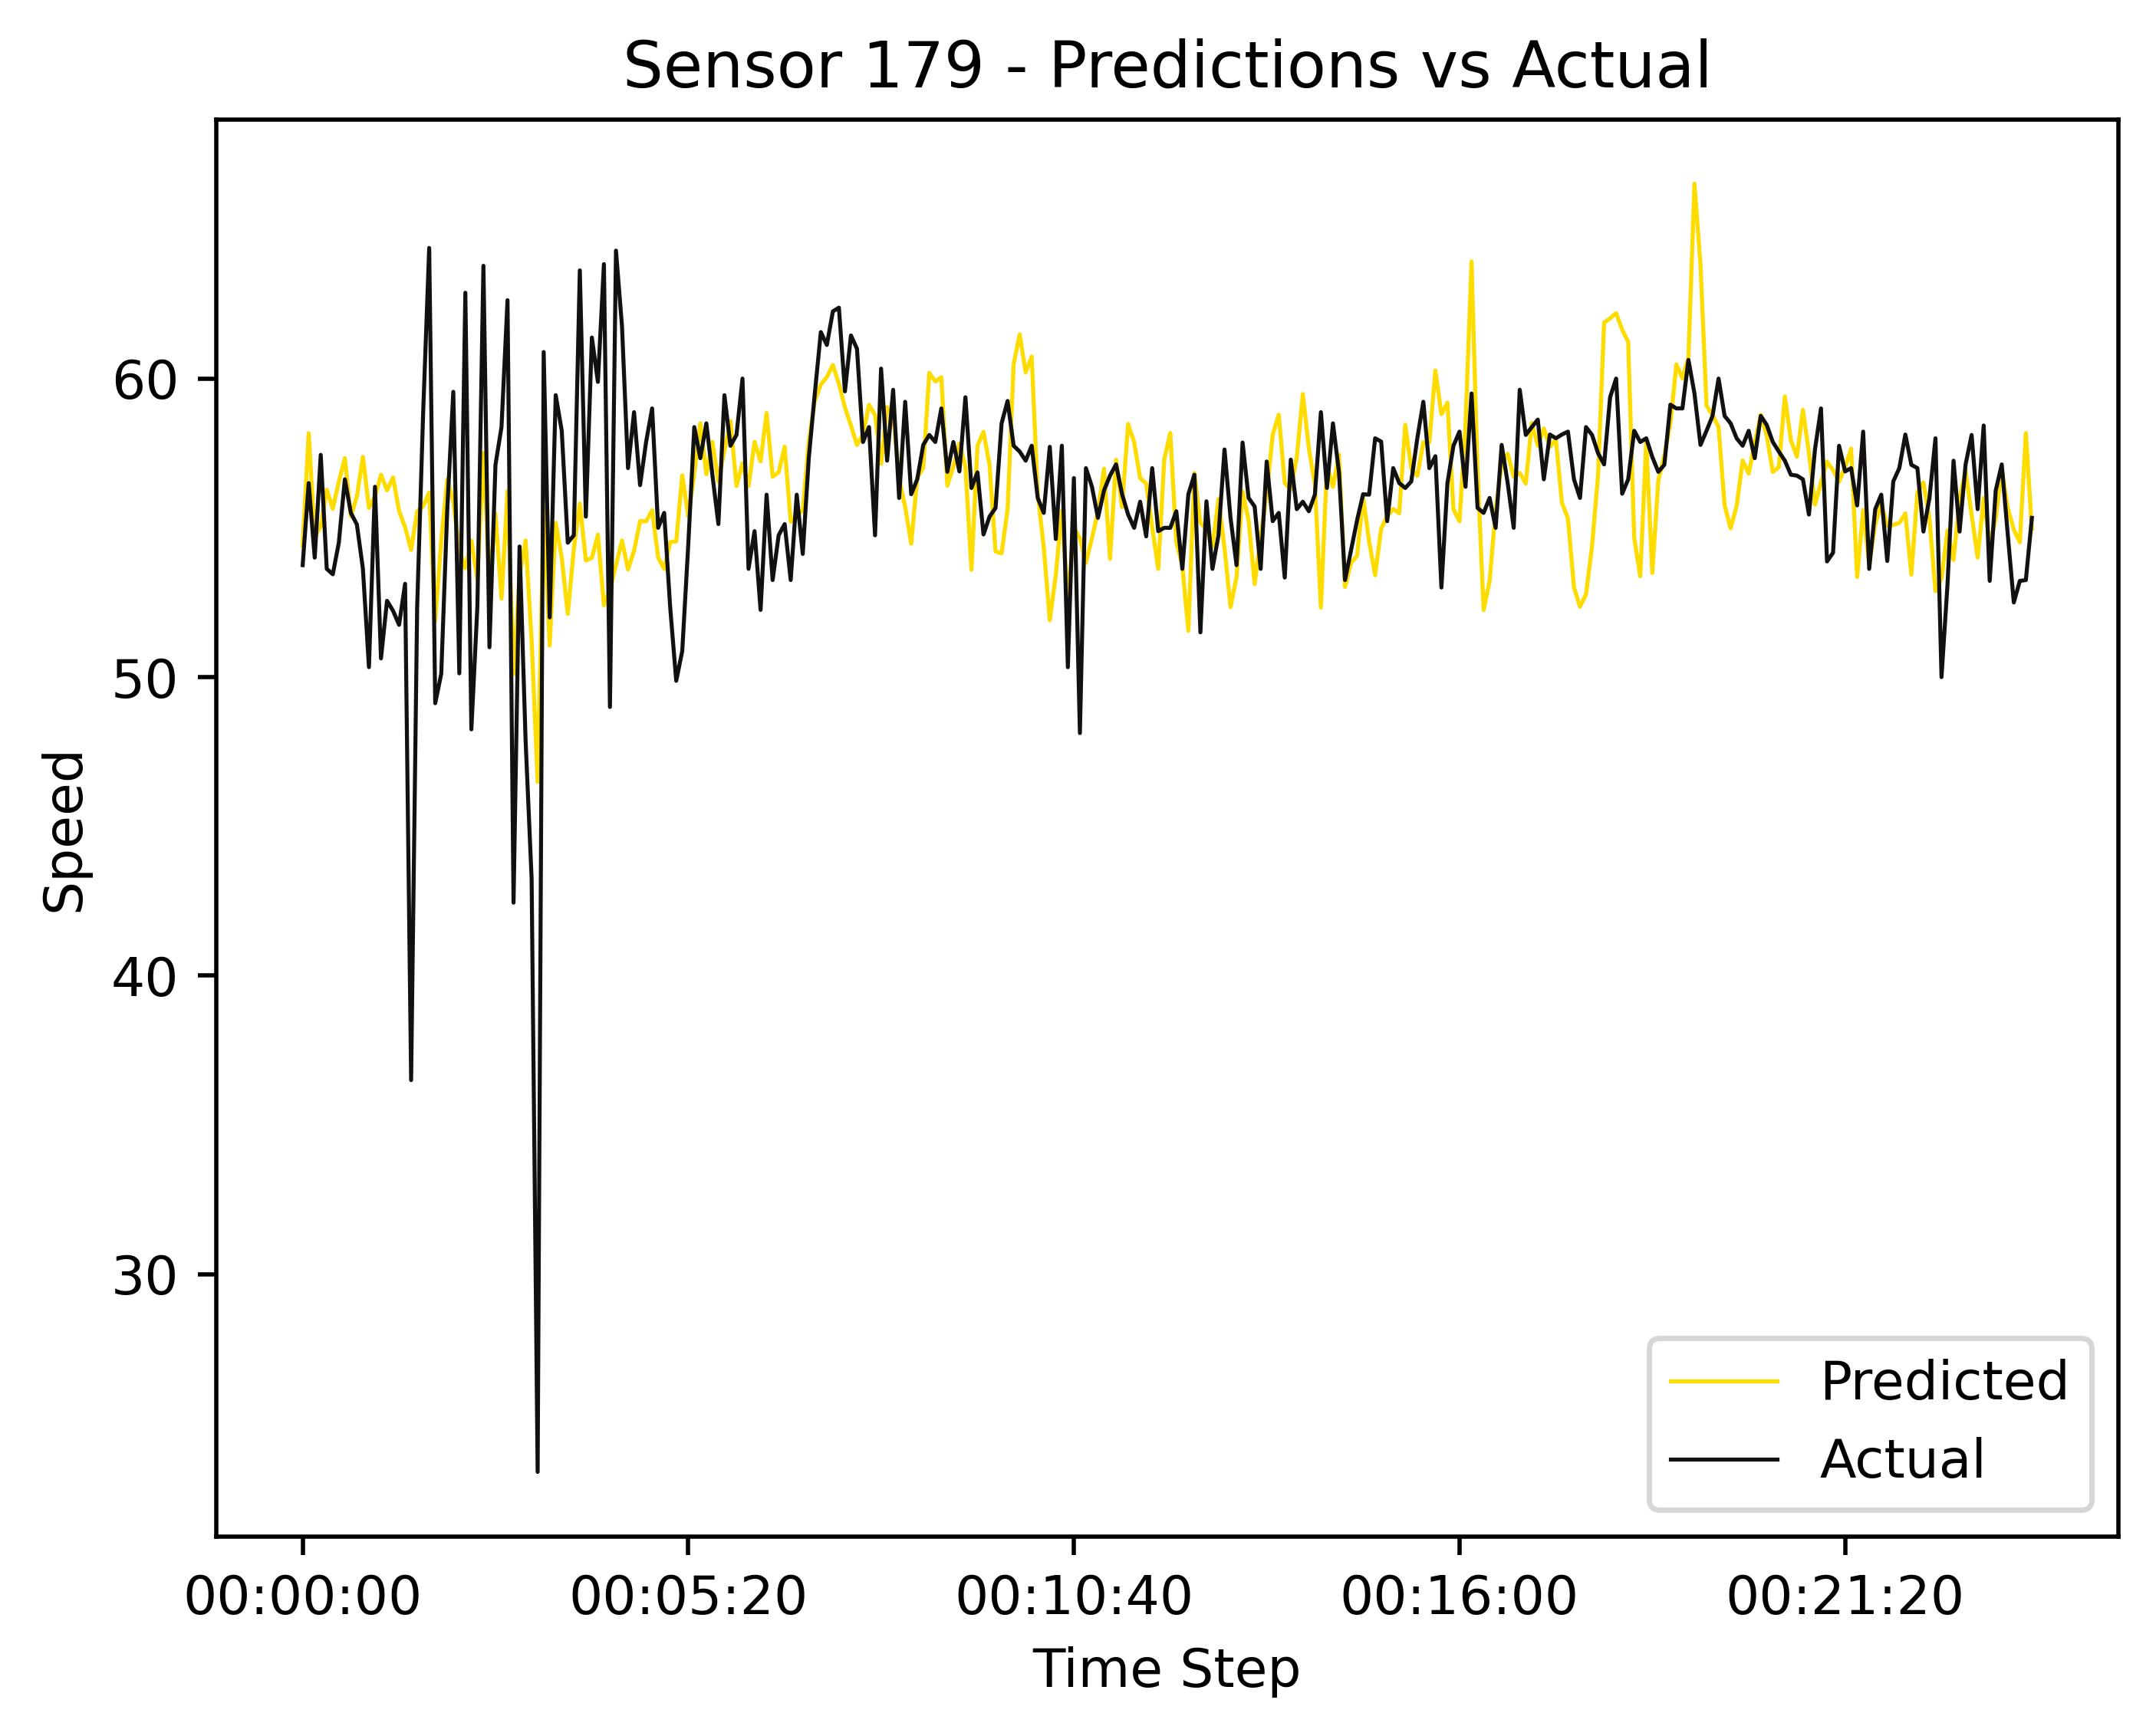 Sensor 179 - Predictions vs Actual
60
50
40
30
Speed
Predicted
Actual
00:00:00 00:05:20 00:10:40 00:16:00 00:21:20
Time Step